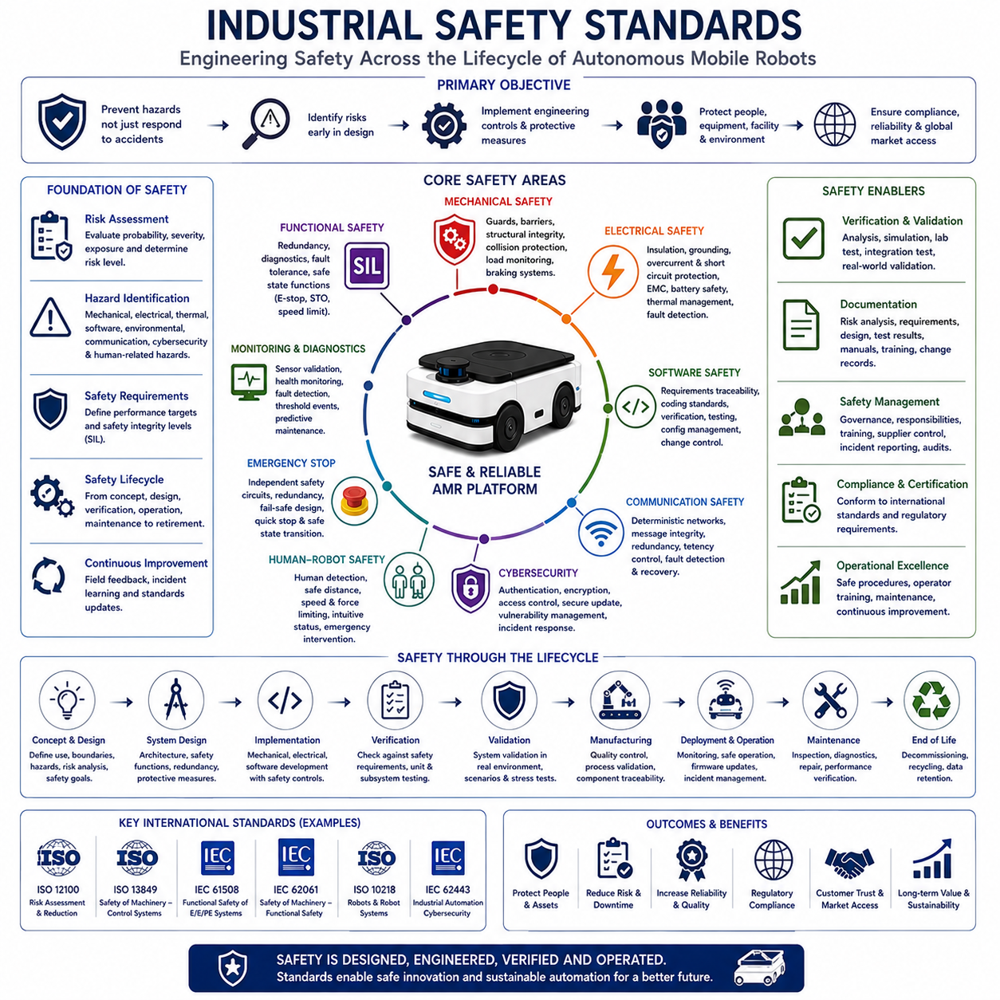 INDUSTRIAL SAFETY STANDARDS
Engineering Safety Across the Lifecycle of Autonomous Mobile Robots
PRIMARY OBJECTIVE
Prevent hazards
not just respond
to accidents
Identify risks
early in design
Implement engineering
controls & protective
measures
Protect people,
equipment, facility
& environment
Ensure compliance,
reliability & global
market access
FOUNDATION OF SAFETY
Risk Assessment
Evaluate probability, severity,
exposure and determine
risk level.
Hazard Identification
Mechanical, electrical, thermal,
software, environmental,
communication, cybersecurity
& human-related hazards.
Safety Requirements
Define performance targets
and safety integrity levels
(SIL).
Safety Lifecycle
From concept, design,
verification, operation,
maintenance to retirement.
Continuous Improvement
Field feedback, incident
learning and standards
updates.
CORE SAFETY AREAS
MECHANICAL SAFETY
Guards, barriers,
structural integrity,
collision protection,
load monitoring,
braking systems.
FUNCTIONAL SAFETY
Redundancy,
diagnostics, fault
tolerance, safe
state functions
(E-stop, STO,
speed limit).
SIL
ELECTRICAL SAFETY
Insulation, grounding,
overcurrent & short
circuit protection,
EMC, battery safety,
thermal management,
fault detection.
MONITORING & DIAGNOSTICS
Sensor validation,
health monitoring,
fault detection,
threshold events,
predictive
maintenance.
SOFTWARE SAFETY
</>
Requirements traceability,
coding standards,
verification, testing,
config management,
change control.
SAFE & RELIABLE
AMR PLATFORM
EMERGENCY STOP
Independent safety
circuits, redundancy,
fail-safe design,
quick stop & safe
state transition.
COMMUNICATION SAFETY
Deterministic networks,
message integrity,
redundancy, tetency
control, fault detection
& recovery.
HUMAN-ROBOT SAFETY
Human detection,
safe distance,
speed & force
limiting, intuitive
status, emergency
intervention.
CYBERSECURITY
Authentication, encryption,
access control, secure update,
vulnerability management,
incident response.
SAFETY ENABLERS
Verification & Validation
Analysis, simulation, lab
test, integration test,
real-world validation.
Documentation
Risk analysis, requirements,
design, test results,
manuals, training, change
records.
Safety Management
Governance, responsibilities,
training, supplier control,
incident reporting, audits.
Compliance & Certification
Conform to international
standards and regulatory
requirements.
Operational Excellence
Safe procedures, operator
training, maintenance,
continuous improvement.
SAFETY THROUGH THE LIFECYCLE
</>
Concept & Design
Define use, boundaries,
hazards, risk analysis,
safety goals.
System Design
Architecture, safety
functions, redundancy,
protective measures.
Implementation
Mechanical, electrical,
software development
with safety controls.
Verification
Check against safety
requirements, unit &
subsystem testing.
Validation
System validation in
real environment,
scenarios & stress tests.
Manufacturing
Quality control,
process validation,
component traceability.
Deployment & Operation
Monitoring, safe operation,
firmware updates,
incident management.
Maintenance
Inspection, diagnostics,
repair, performance
verification.
End of Life
Decommissioning,
recycling, data
retention.
KEY INTERNATIONAL STANDARDS (EXAMPLES)
ISO
ISO 12100
Risk Assessment
& Reduction
ISO
ISO 13849
Safety of Machinery –
Control Systems
IEC
IEC 61508
Functional Safety of
E/E/PE Systems
IEC
IEC 62061
Safety of Machinery –
Functional Safety
ISO
ISO 10218
Robots & Robot
Systems
IEC
IEC 62443
Industrial Automation
Cybersecurity
OUTCOMES & BENEFITS
Protect People
& Assets
Reduce Risk &
Downtime
Increase Reliability
& Quality
Regulatory
Compliance
Customer Trust &
Market Access
Long-term Value &
Sustainability
SAFETY IS DESIGNED, ENGINEERED, VERIFIED AND OPERATED.
Standards enable safe innovation and sustainable automation for a better future.